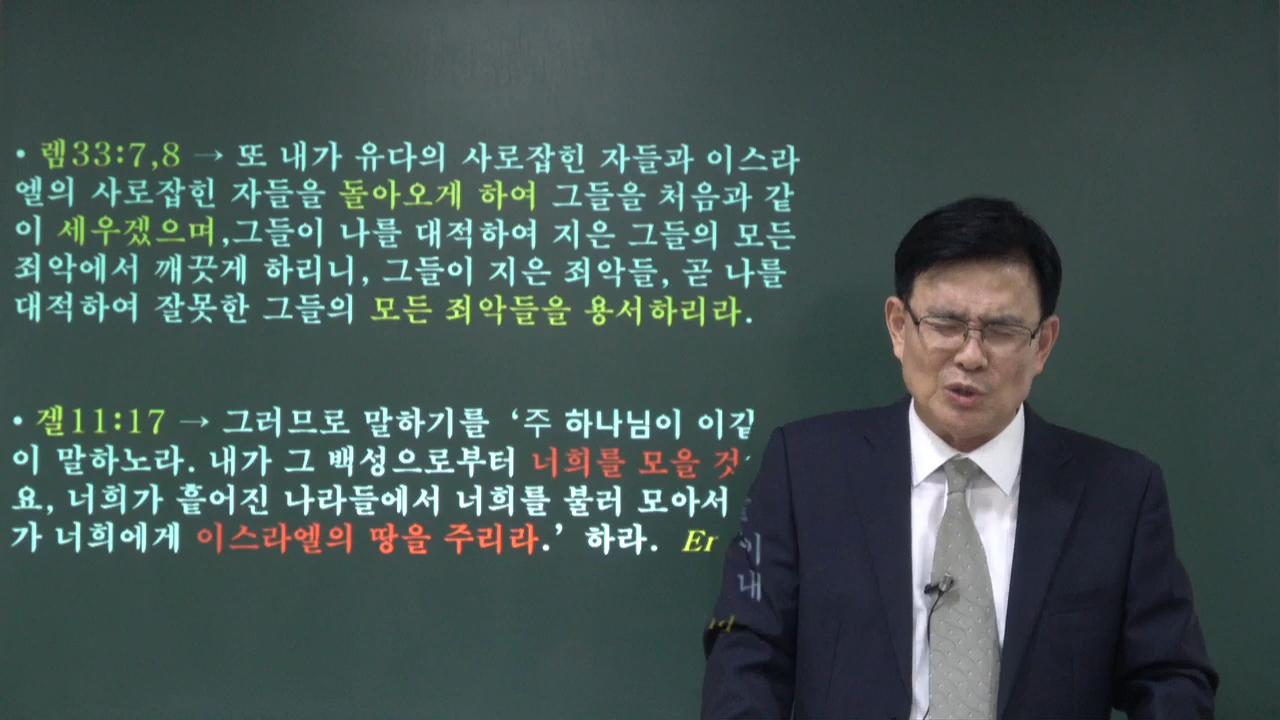 • 렘33:7,8 → 또 내가 유다의 사로잡힌 자들과 이스라
엘의 사로잡힌 자들을 돌아오게 하여 그들을 처음과 같
이 세우겠으며,그들이 나를 대적하여 지은 그들의 모든
죄악에서 깨끗게 하리니, 그들이 지은 죄악들, 곧 나를
대적하여 잘못한 그들의 모든 죄악들을 용서하리라.
• 겔11:17 → 그러므로 말하기를 ‘주 하나님이 이같
이 말하노라. 내가 그 백성으로부터 너희를 모을 것
요, 너희가 흩어진 나라들에서 너희를 불러 모아서
가 너희에게 이스라엘의 땅을 주리라.’ 하라.
이
내